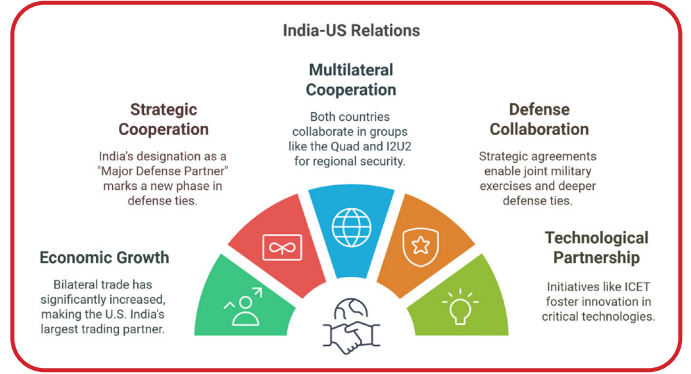 India-US Relations
Multilateral
Cooperation
Both countries
collaborate in groups
like the Quad and I2U2
for regional security.
Strategic
Cooperation
India's designation as a
"Major Defense Partner"
marks a new phase in
defense ties.
Defense
Collaboration
Strategic agreements
enable joint military
exercises and deeper
defense ties.
Economic Growth
Bilateral trade has
significantly increased,
making the U.S. India's
largest trading partner.
Technological
Partnership
Initiatives like ICET
foster innovation in
critical technologies.